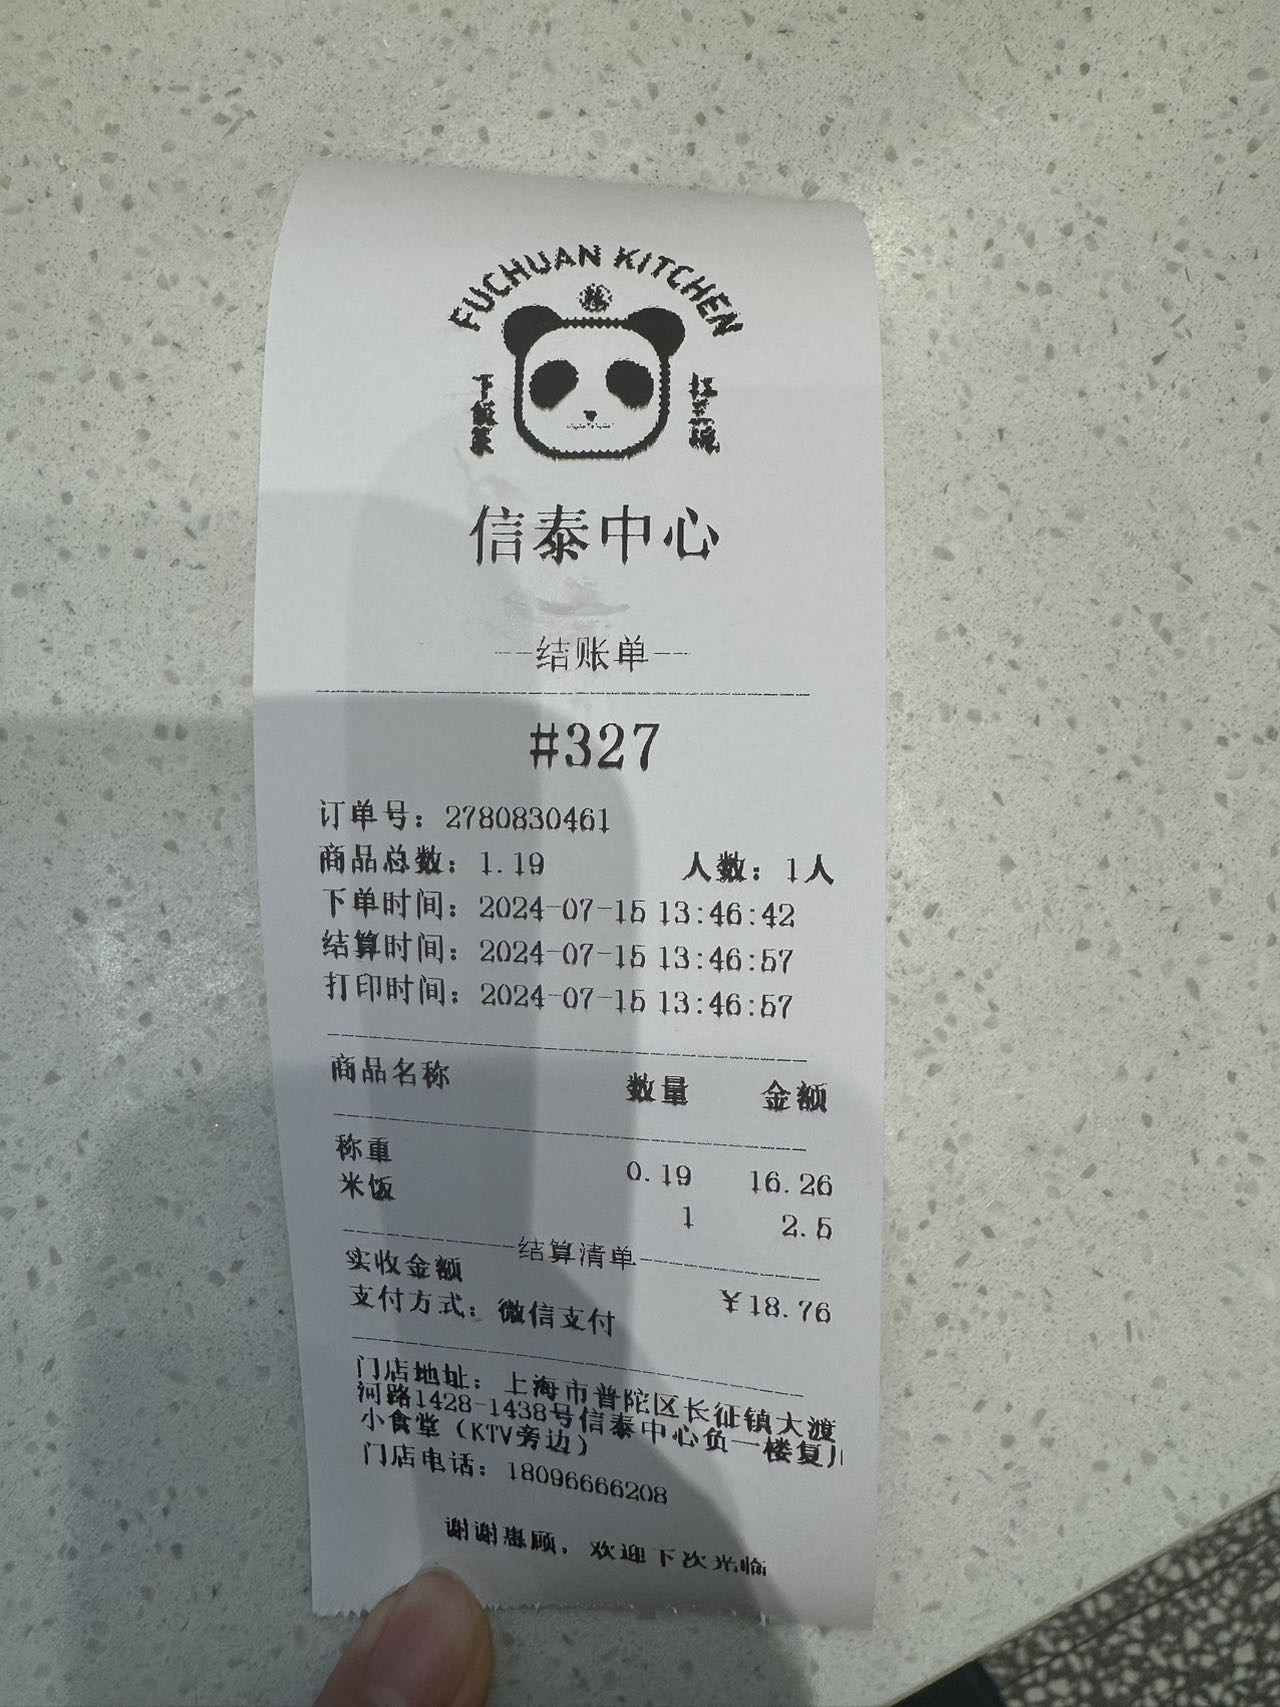 FUCHUAN KITCHEN
下飯菜
扛三碗
信泰中心
---结账单---
#327
订单号：2780830461
商品总数：1.19 人数：1人
下单时间：2024-07-15 13:46:42
结算时间：2024-07-15 13:46:57
打印时间：2024-07-15 13:46:57
商品名称 数量 金额
称重 0.19 16.26
米饭 1 2.5
结算清单
实收金额 ￥18.76
支付方式：微信支付
门店地址：上海市普陀区长征镇大渡
河路1428-1438号信泰中心负一楼复川
小食堂（KTV旁边）
门店电话：18096666208
谢谢惠顾，欢迎下次光临